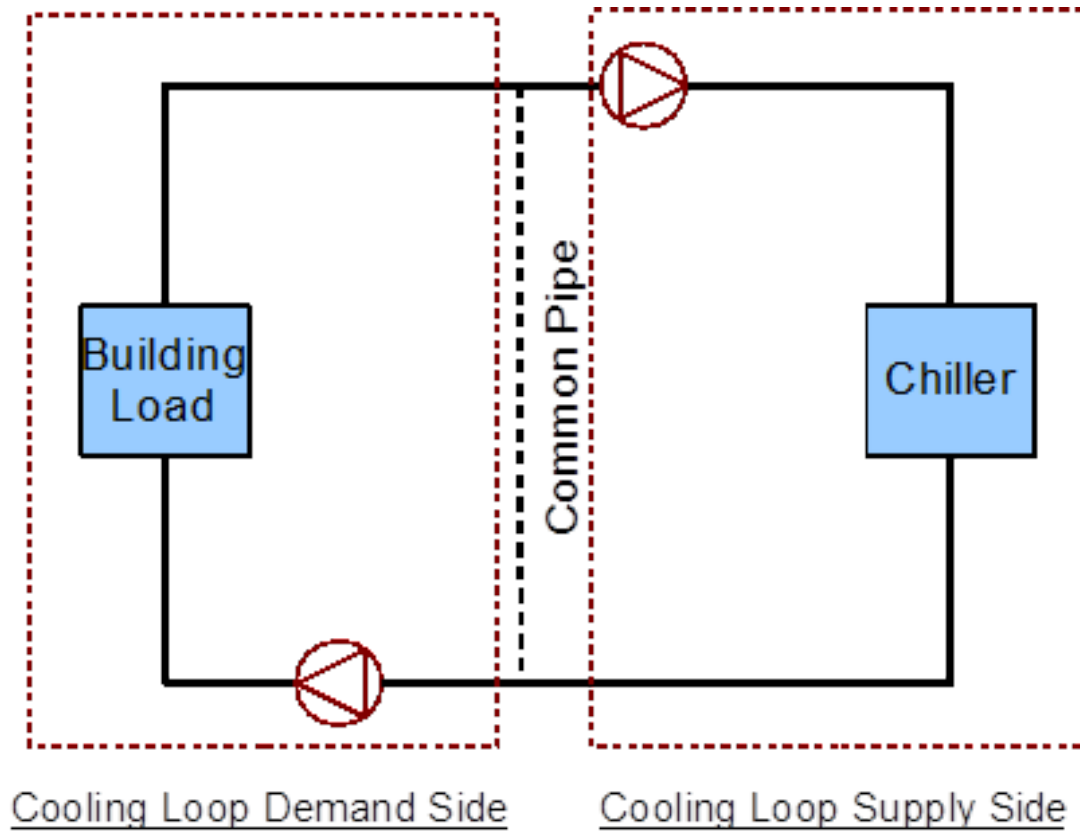 Building
Load
Common Pipe
Chiller
Cooling Loop Demand Side
Cooling Loop Supply Side